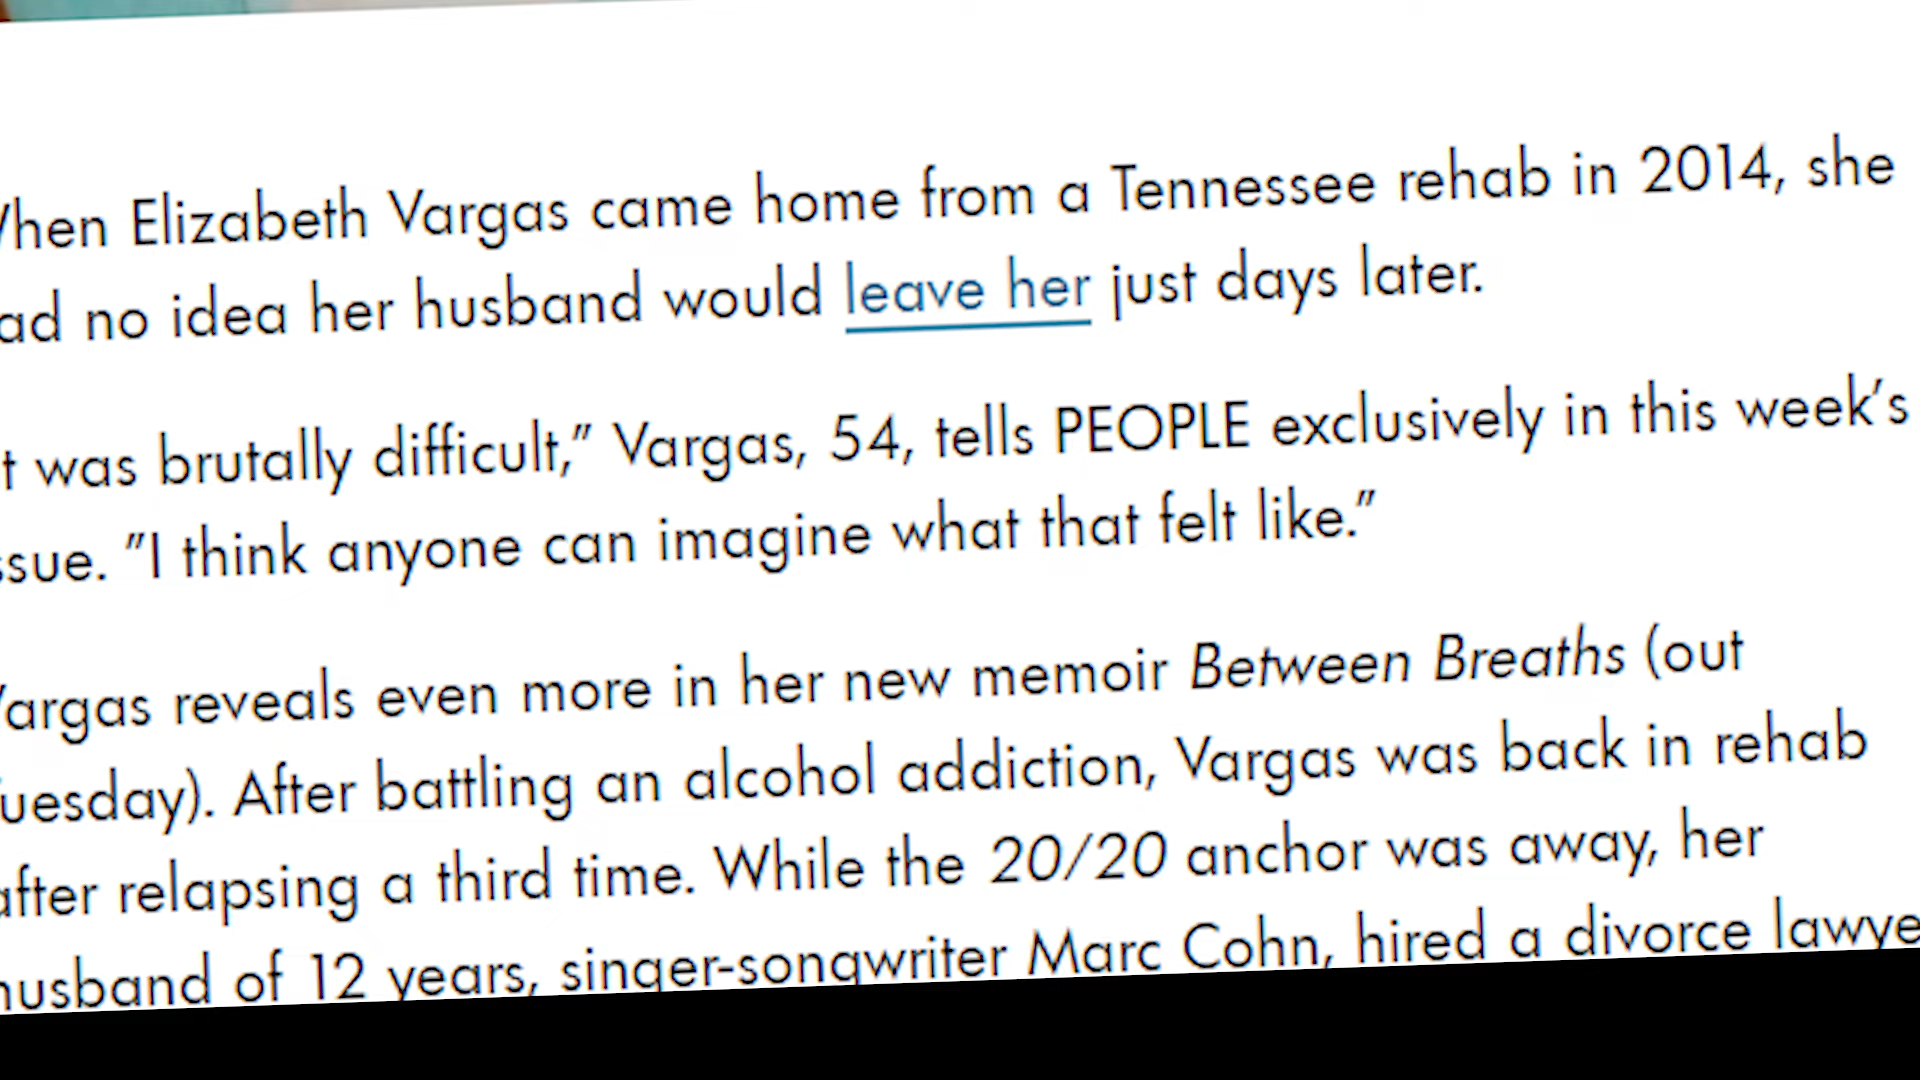 When Elizabeth Vargas came home from a Tennessee rehab in 2014, she
ad no idea her husband would leave her just days later.
t was brutally difficult,” Vargas, 54, tells PEOPLE exclusively in this week’s
ssue. ”I think anyone can imagine what that felt like.”
Vargas reveals even more in her new memoir Between Breaths (out
uesday). After battling an alcohol addiction, Vargas was back in rehab
after relapsing a third time. While the 20/20 anchor was away, her
husband of 12 years, singer-songwriter Marc Cohn, hired a divorce lawye